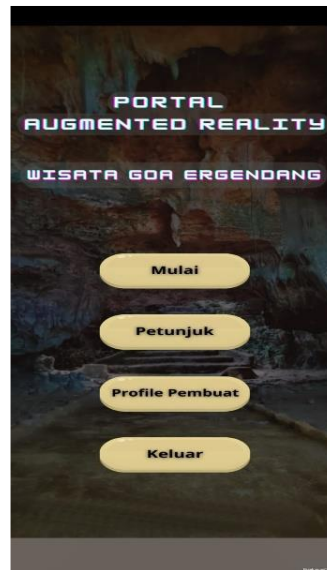 PORTAL
AUGMENTED REALITY
WISATA GOA ERGENDANG
Mulai
Petunjuk
Profile Pembuat
Keluar